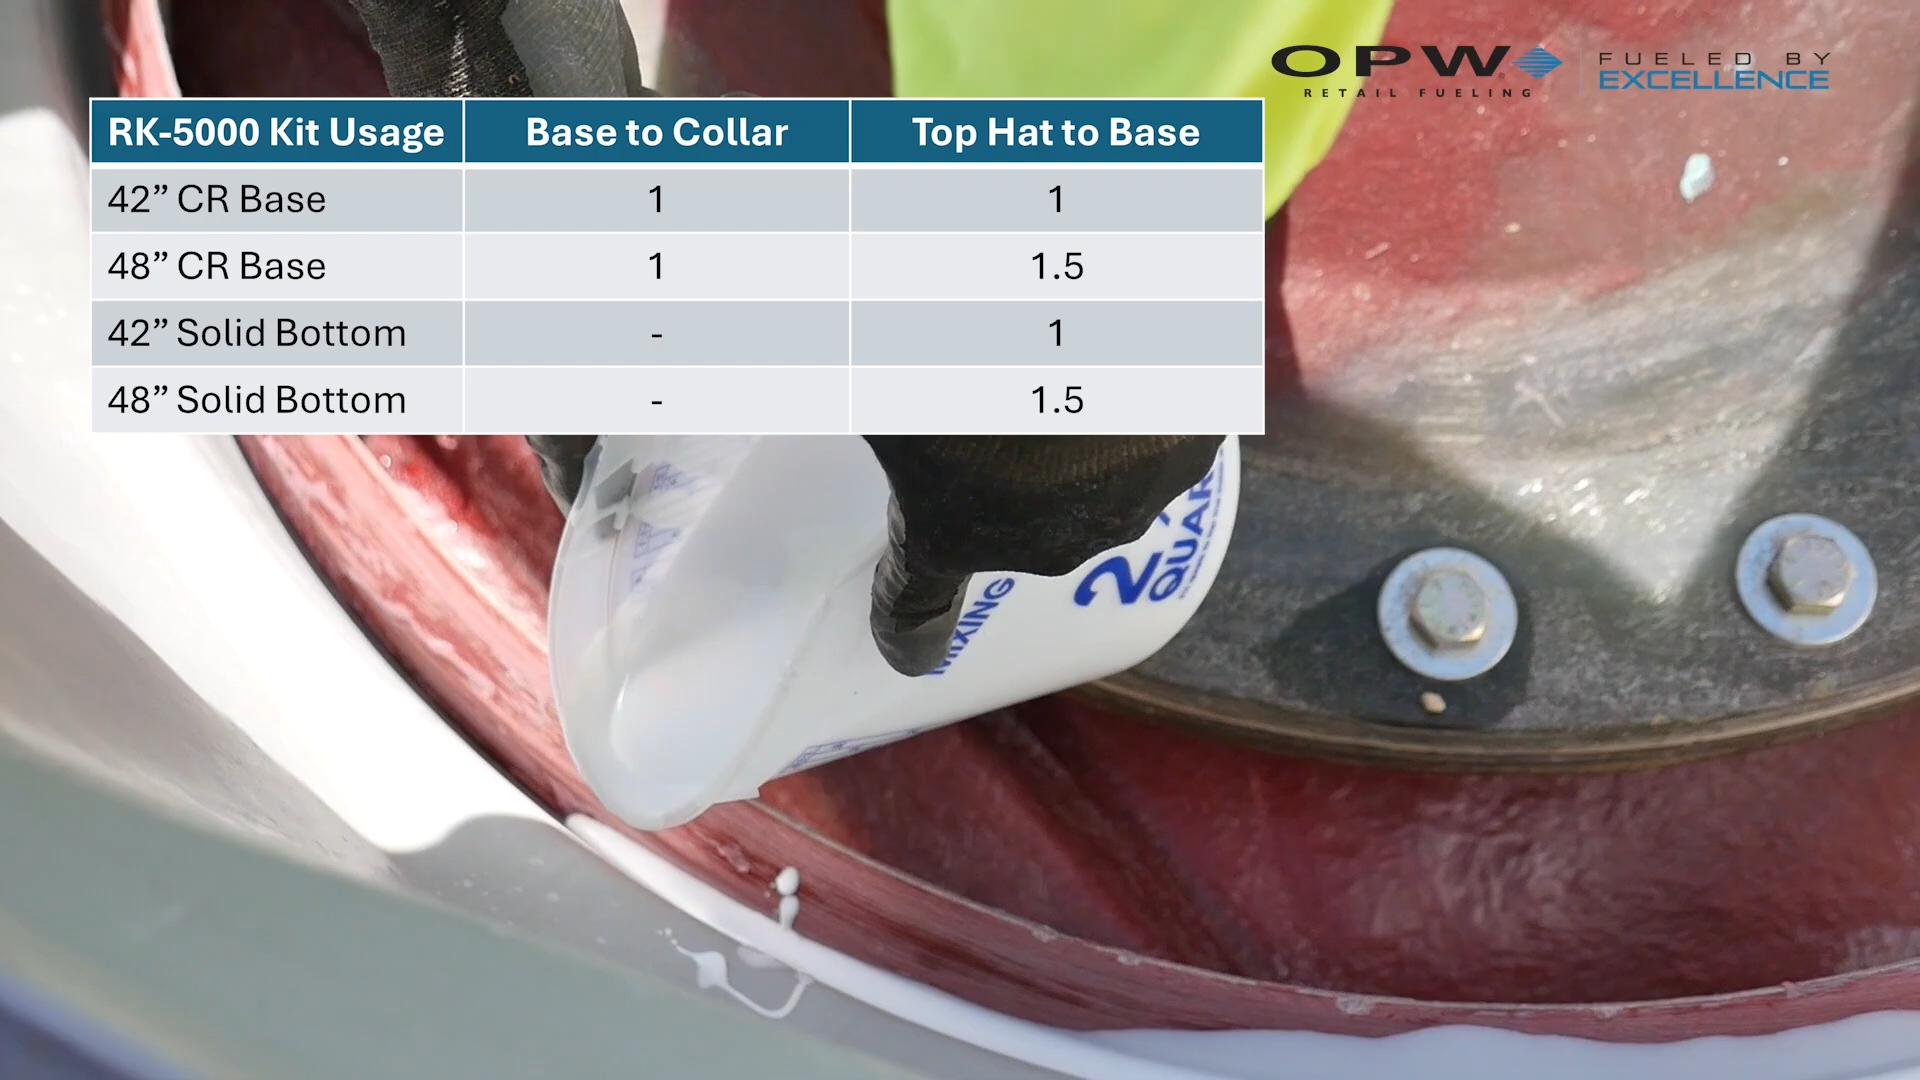 OPW
RETAIL FUELING
FUELED BY
EXCELLENCE
RK-5000 Kit Usage Base to Collar Top Hat to Base
42” CR Base 1 1
48” CR Base 1 1.5
42” Solid Bottom - 1
48” Solid Bottom - 1.5
MIXING
2